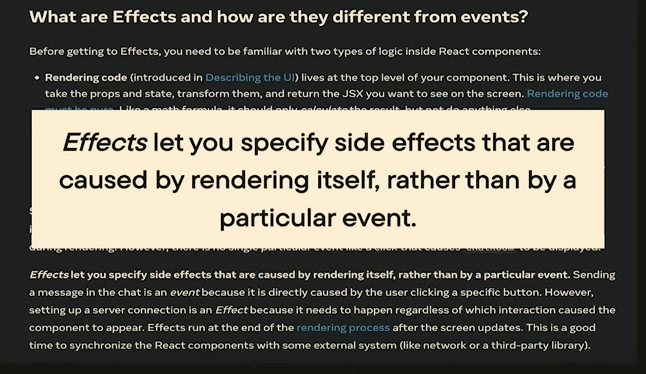 What are Effects and how are they different from events?
Before getting to Effects, you need to be familiar with two types of logic inside React components:
• Rendering code (introduced in Describing the UI) lives at the top level of your component. This is where you
take the props and state, transform them, and return the JSX you want to see on the screen. Rendering code
must be pure. Like a math formula, it should only calculate the result, but not do anything else.
Effects let you specify side effects that are
caused by rendering itself, rather than by a
particular event.
during rendering. However, there is no single particular event like a click that causes to be displayed.
Effects let you specify side effects that are caused by rendering itself, rather than by a particular event. Sending
a message in the chat is an event because it is directly caused by the user clicking a specific button. However,
setting up a server connection is an Effect because it needs to happen regardless of which interaction caused the
component to appear. Effects run at the end of the rendering process after the screen updates. This is a good
time to synchronize the React components with some external system (like network or a third-party library).